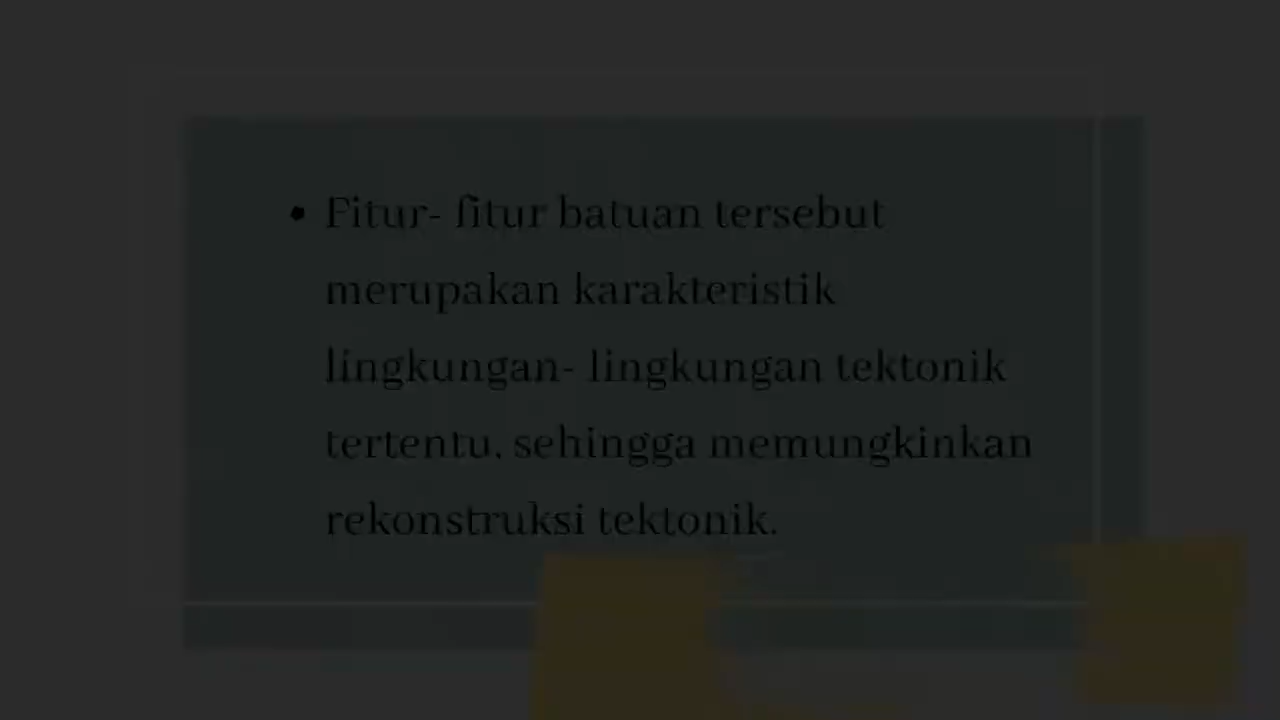 • Fitur- fitur batuan tersebut
merupakan karakteristik
lingkungan- lingkungan tektonik
tertentu, sehingga memungkinkan
rekonstruksi tektonik.